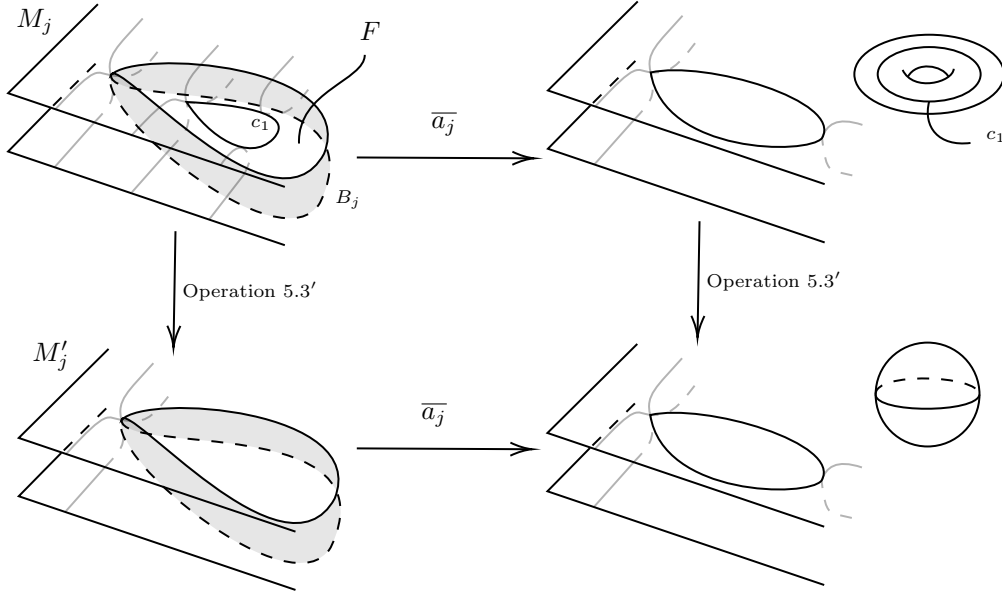 M_j
F
c_1
\overline{a_j}
c_1
B_j
Operation 5.3′
Operation 5.3′
M′_j
\overline{a_j}